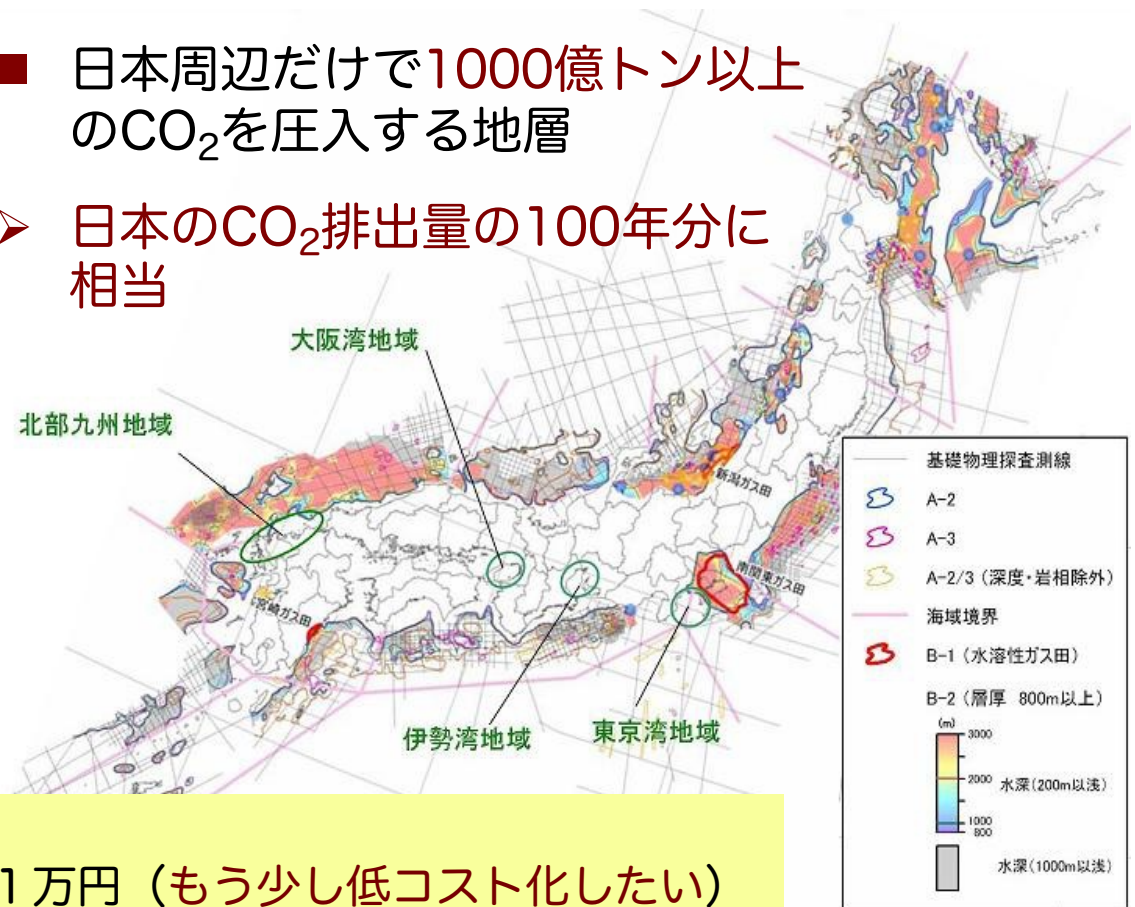 日本周辺だけで1000億トン以上
のCO₂を圧入する地層
日本のCO₂排出量の100年分に
相当
大阪湾地域
北部九州地域
新潟ガス田
南関東ガス田
宮崎ガス田
伊勢湾地域
東京湾地域
基礎物理探査測線
A-2
A-3
A-2/3（深度・岩相除外）
海域境界
B-1（水溶性ガス田）
B-2（層厚 800m以上）
(m)
3000
2000
水深(200m以浅)
1000
800
水深(1000m以浅)
1万円（もう少し低コスト化したい）